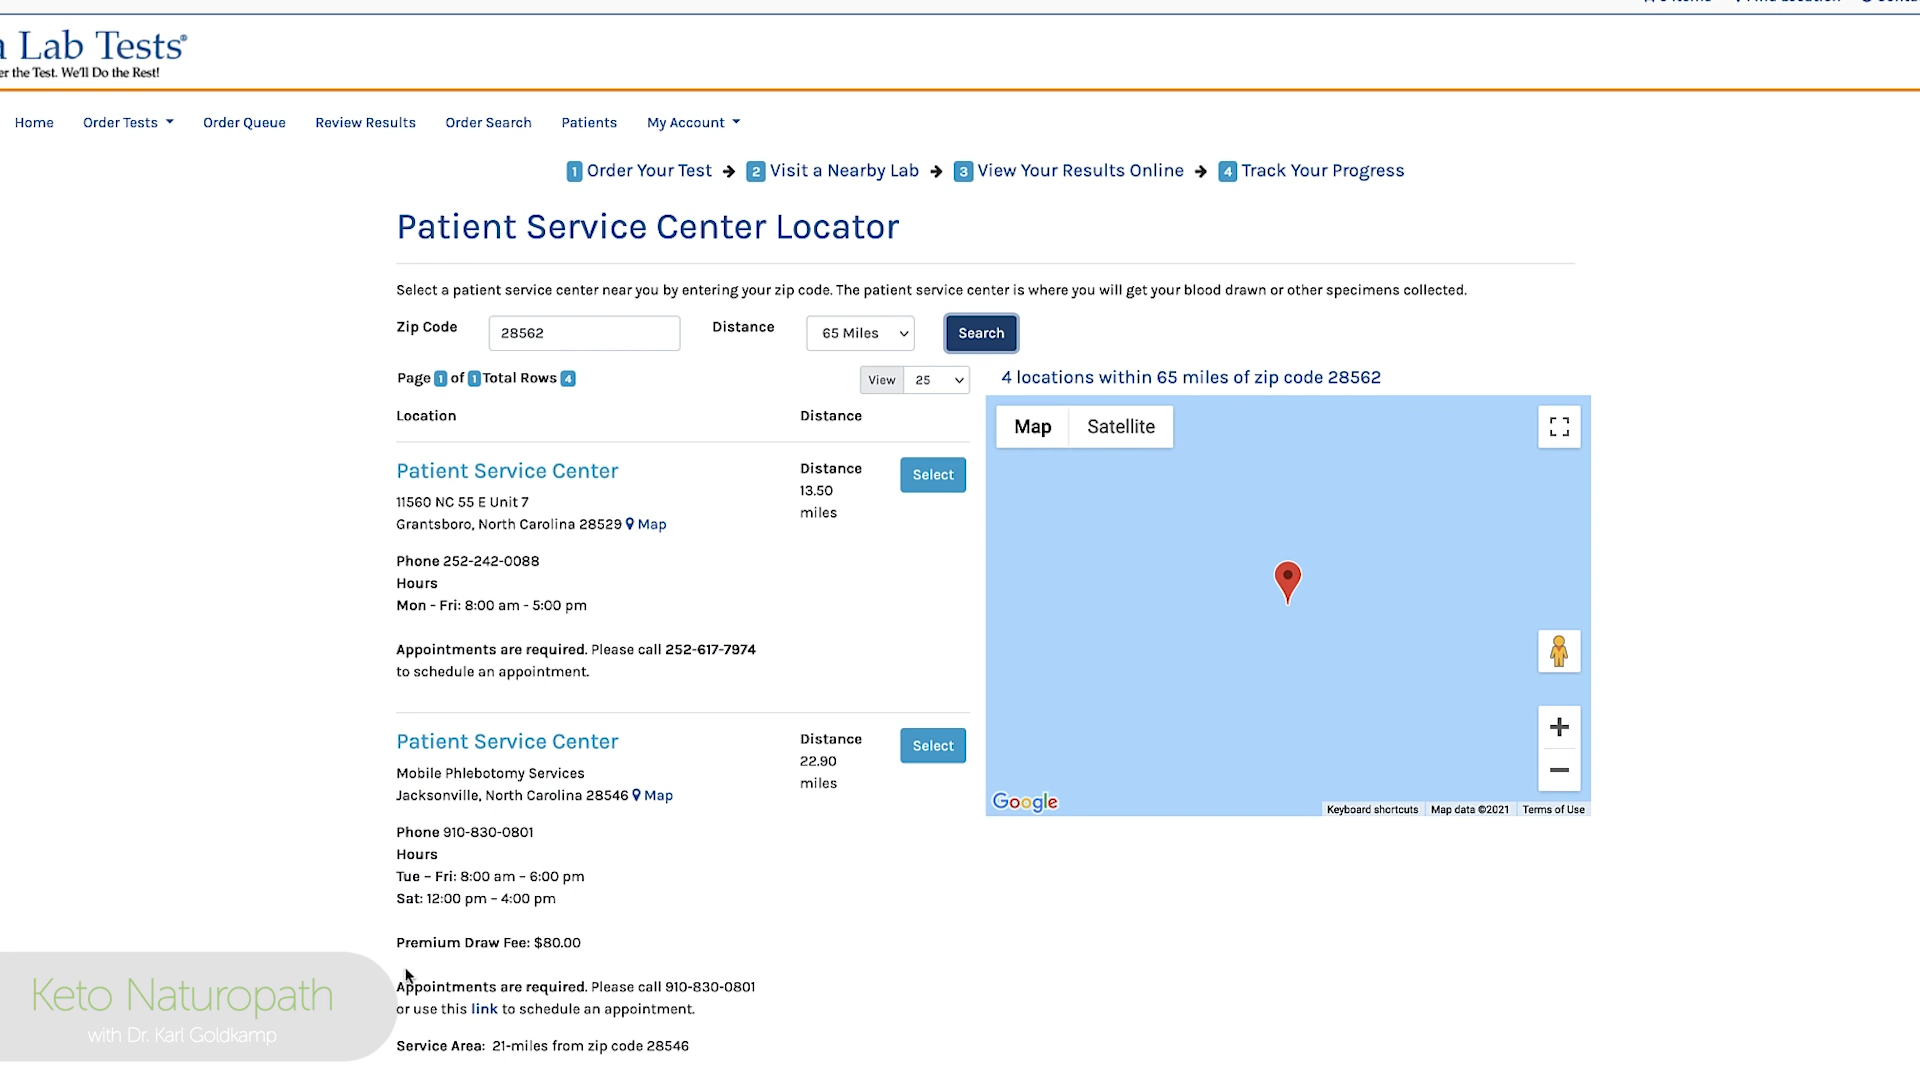 Lab Tests®
er the Test. We'll Do the Rest!
Home Order Tests Order Queue Review Results Order Search Patients My Account
1 Order Your Test 2 Visit a Nearby Lab 3 View Your Results Online 4 Track Your Progress
Patient Service Center Locator
Select a patient service center near you by entering your zip code. The patient service center is where you will get your blood drawn or other specimens collected.
Zip Code 28562 Distance 65 Miles Search
Page 1 of 1 Total Rows 4 View 25
4 locations within 65 miles of zip code 28562
Location Distance
Map Satellite
Patient Service Center Distance Select
11560 NC 55 E Unit 7 13.50
Grantsboro, North Carolina 28529 Map miles
Phone 252-242-0088
Hours
Mon - Fri: 8:00 am - 5:00 pm
Appointments are required. Please call 252-617-7974
to schedule an appointment.
Patient Service Center Distance Select
Mobile Phlebotomy Services 22.90
Jacksonville, North Carolina 28546 Map miles
Google Keyboard shortcuts Map data ©2021 Terms of Use
Phone 910-830-0801
Hours
Tue – Fri: 8:00 am – 6:00 pm
Sat: 12:00 pm – 4:00 pm
Premium Draw Fee: $80.00
Appointments are required. Please call 910-830-0801
or use this link to schedule an appointment.
Service Area: 21-miles from zip code 28546
Keto Naturopath
with Dr. Karl Goldkamp